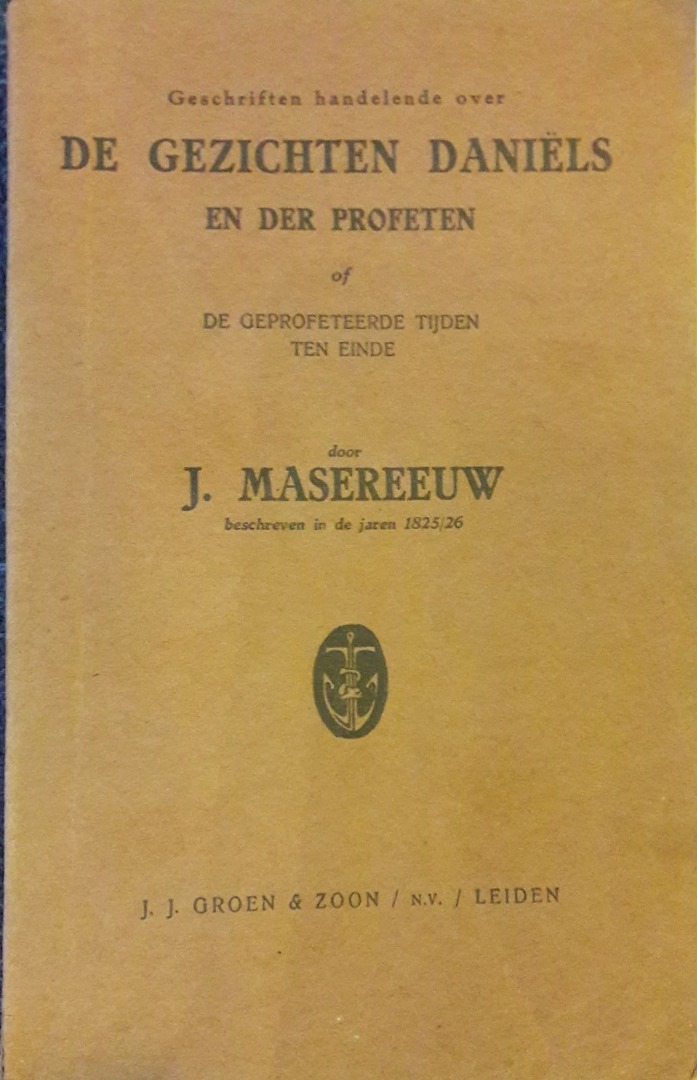 Geschriften handelende over
DE GEZICHTEN DANIËLS
EN DER PROFETEN
of
DE GEPROFETEERDE TIJDEN
TEN EINDE
door
J. MASEREEUW
beschreven in de jaren 1825/26
J. J. GROEN & ZOON / N.V. / LEIDEN